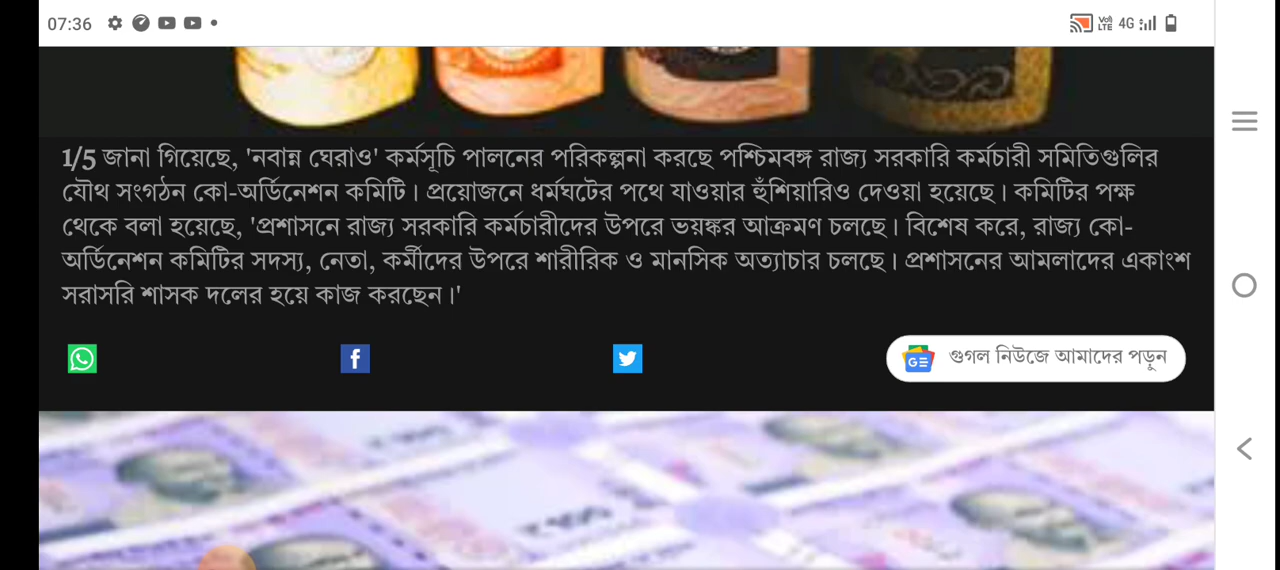 07:36
Vo) LTE 4G
1/5 জানা গিয়েছে, 'নবান্ন ঘেরাও' কর্মসূচি পালনের পরিকল্পনা করছে পশ্চিমবঙ্গ রাজ্য সরকারি কর্মচারী সমিতিগুলির
যৌথ সংগঠন কো-অর্ডিনেশন কমিটি। প্রয়োজনে ধর্মঘটের পথে যাওয়ার হুঁশিয়ারিও দেওয়া হয়েছে। কমিটির পক্ষ
থেকে বলা হয়েছে, 'প্রশাসনে রাজ্য সরকারি কর্মচারীদের উপরে ভয়ঙ্কর আক্রমণ চলছে। বিশেষ করে, রাজ্য কো-
অর্ডিনেশন কমিটির সদস্য, নেতা, কর্মীদের উপরে শারীরিক ও মানসিক অত্যাচার চলছে। প্রশাসনের আমলাদের একাংশ
সরাসরি শাসক দলের হয়ে কাজ করছেন।'
গুগল নিউজে আমাদের পড়ুন